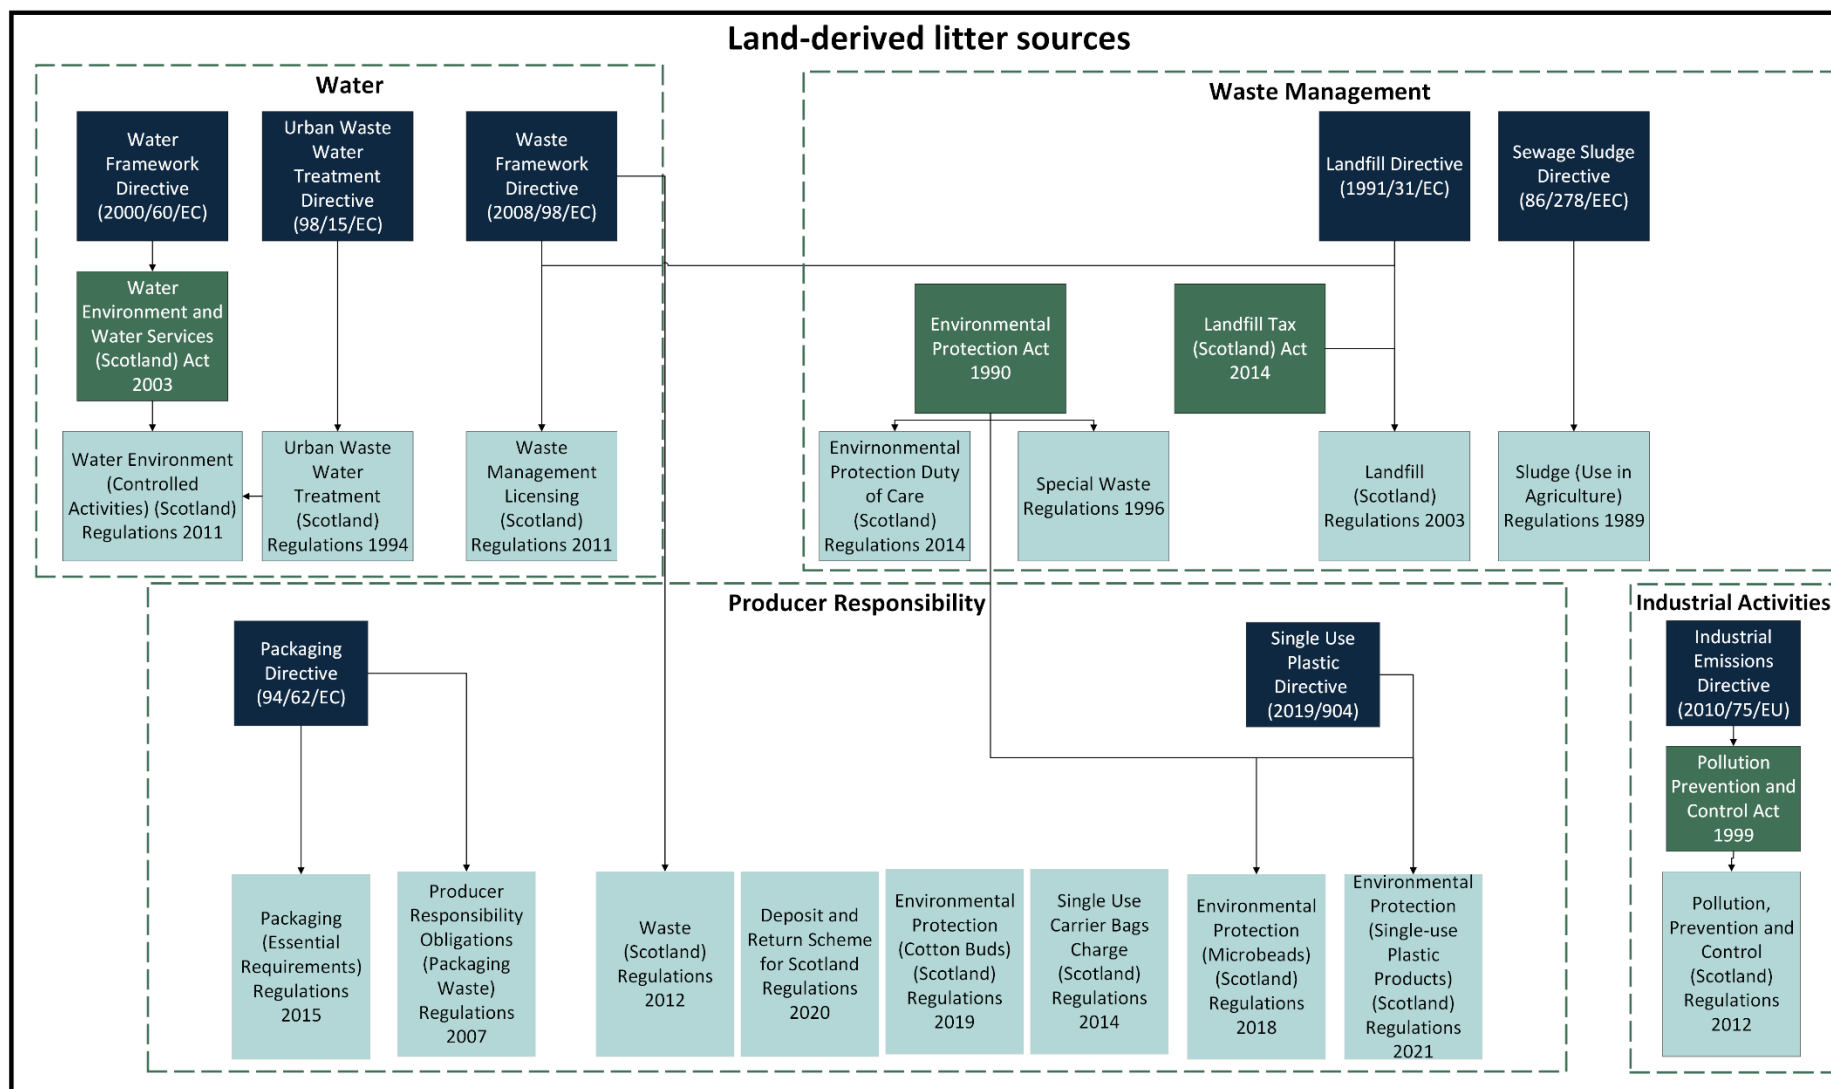 Land-derived litter sources
Water
Water
Framework
Directive
(2000/60/EC)
Urban Waste
Water
Treatment
Directive
(98/15/EC)
Waste
Framework
Directive
(2008/98/EC)
Water
Environment and
Water Services
(Scotland) Act
2003
Water Environment
(Controlled
Activities) (Scotland)
Regulations 2011
Urban Waste
Water
Treatment
(Scotland)
Regulations 1994
Waste
Management
Licensing
(Scotland)
Regulations 2011
Waste Management
Landfill Directive
(1991/31/EC)
Sewage Sludge
Directive
(86/278/EEC)
Environmental
Protection Act
1990
Landfill Tax
(Scotland) Act
2014
Envirnonmental
Protection Duty
of Care
(Scotland)
Regulations 2014
Special Waste
Regulations 1996
Landfill
(Scotland)
Regulations 2003
Sludge (Use in
Agriculture)
Regulations 1989
Producer Responsibility
Packaging
Directive
(94/62/EC)
Single Use
Plastic
Directive
(2019/904)
Packaging
(Essential
Requirements)
Regulations
2015
Producer
Responsibility
Obligations
(Packaging
Waste)
Regulations
2007
Waste
(Scotland)
Regulations
2012
Deposit and
Return Scheme
for Scotland
Regulations
2020
Environmental
Protection
(Cotton Buds)
(Scotland)
Regulations
2019
Single Use
Carrier Bags
Charge
(Scotland)
Regulations
2014
Environmental
Protection
(Microbeads)
(Scotland)
Regulations
2018
Environmental
Protection
(Single-use
Plastic
Products)
(Scotland)
Regulations
2021
Industrial Activities
Industrial
Emissions
Directive
(2010/75/EU)
Pollution
Prevention and
Control Act
1999
Pollution,
Prevention and
Control
(Scotland)
Regulations
2012